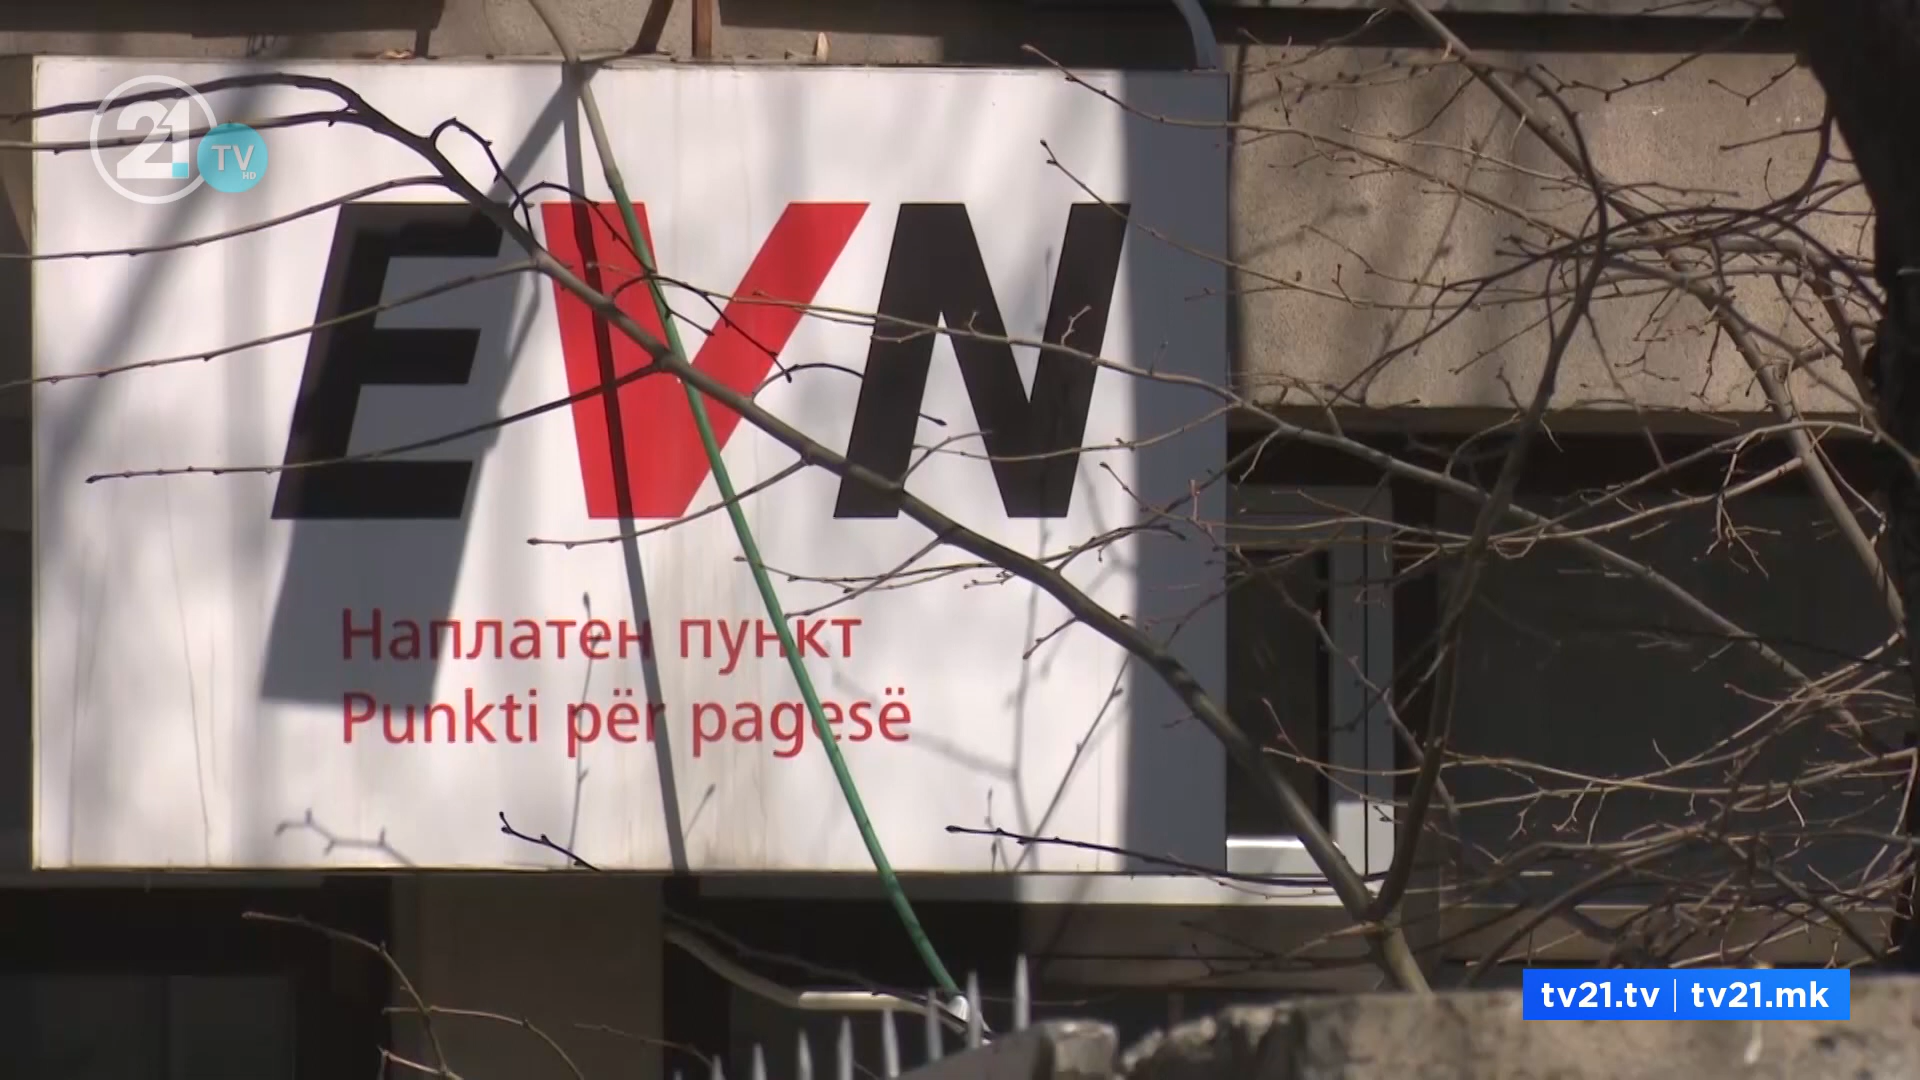 21
TV
HD
EVN
Наплатен пункт
Punkti për pagesë
tv21.tv | tv21.mk